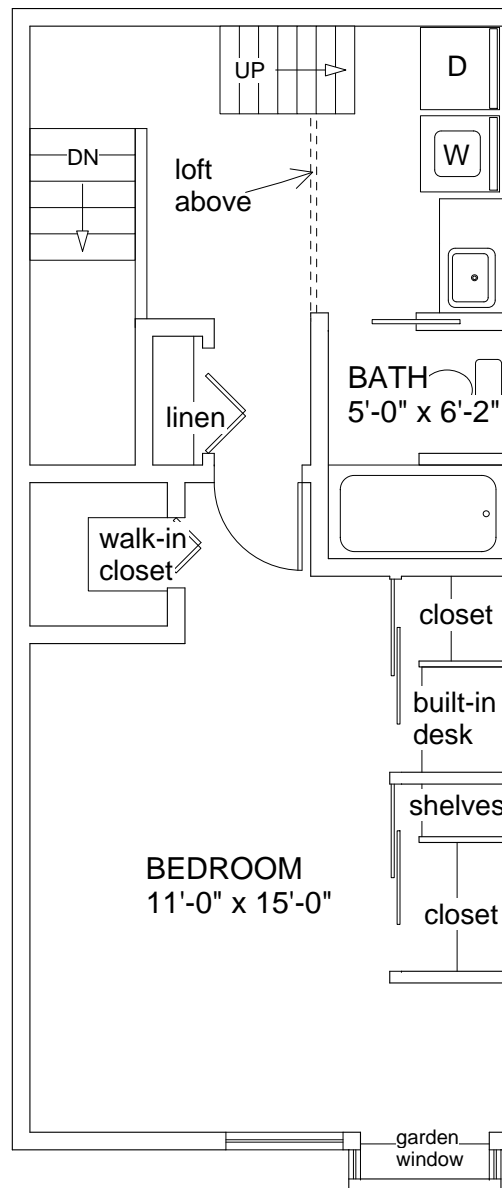 UP
D
DN
W
loft
above
BATH
5'-0" x 6'-2"
linen
walk-in
closet
closet
built-in
desk
shelves
BEDROOM
11'-0" x 15'-0"
closet
garden
window